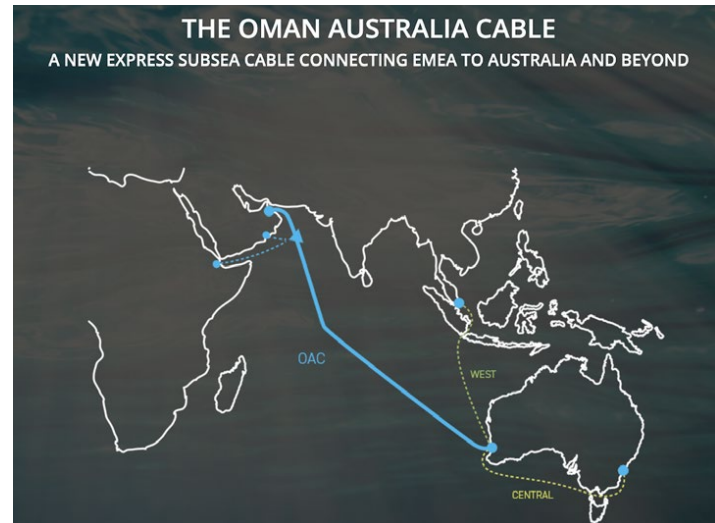 THE OMAN AUSTRALIA CABLE
A NEW EXPRESS SUBSEA CABLE CONNECTING EMEA TO AUSTRALIA AND BEYOND
OAC
WEST
CENTRAL